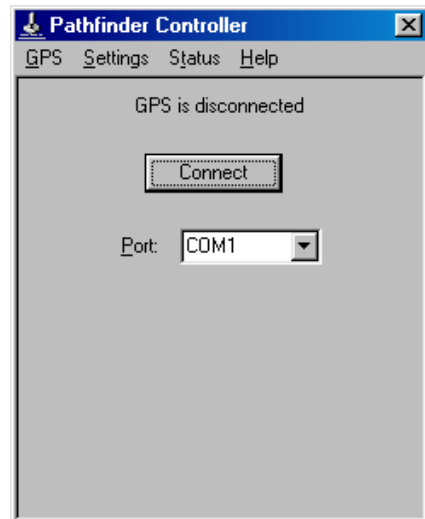 Pathfinder Controller
GPS Settings Status Help
GPS is disconnected
Connect
Port: COM1